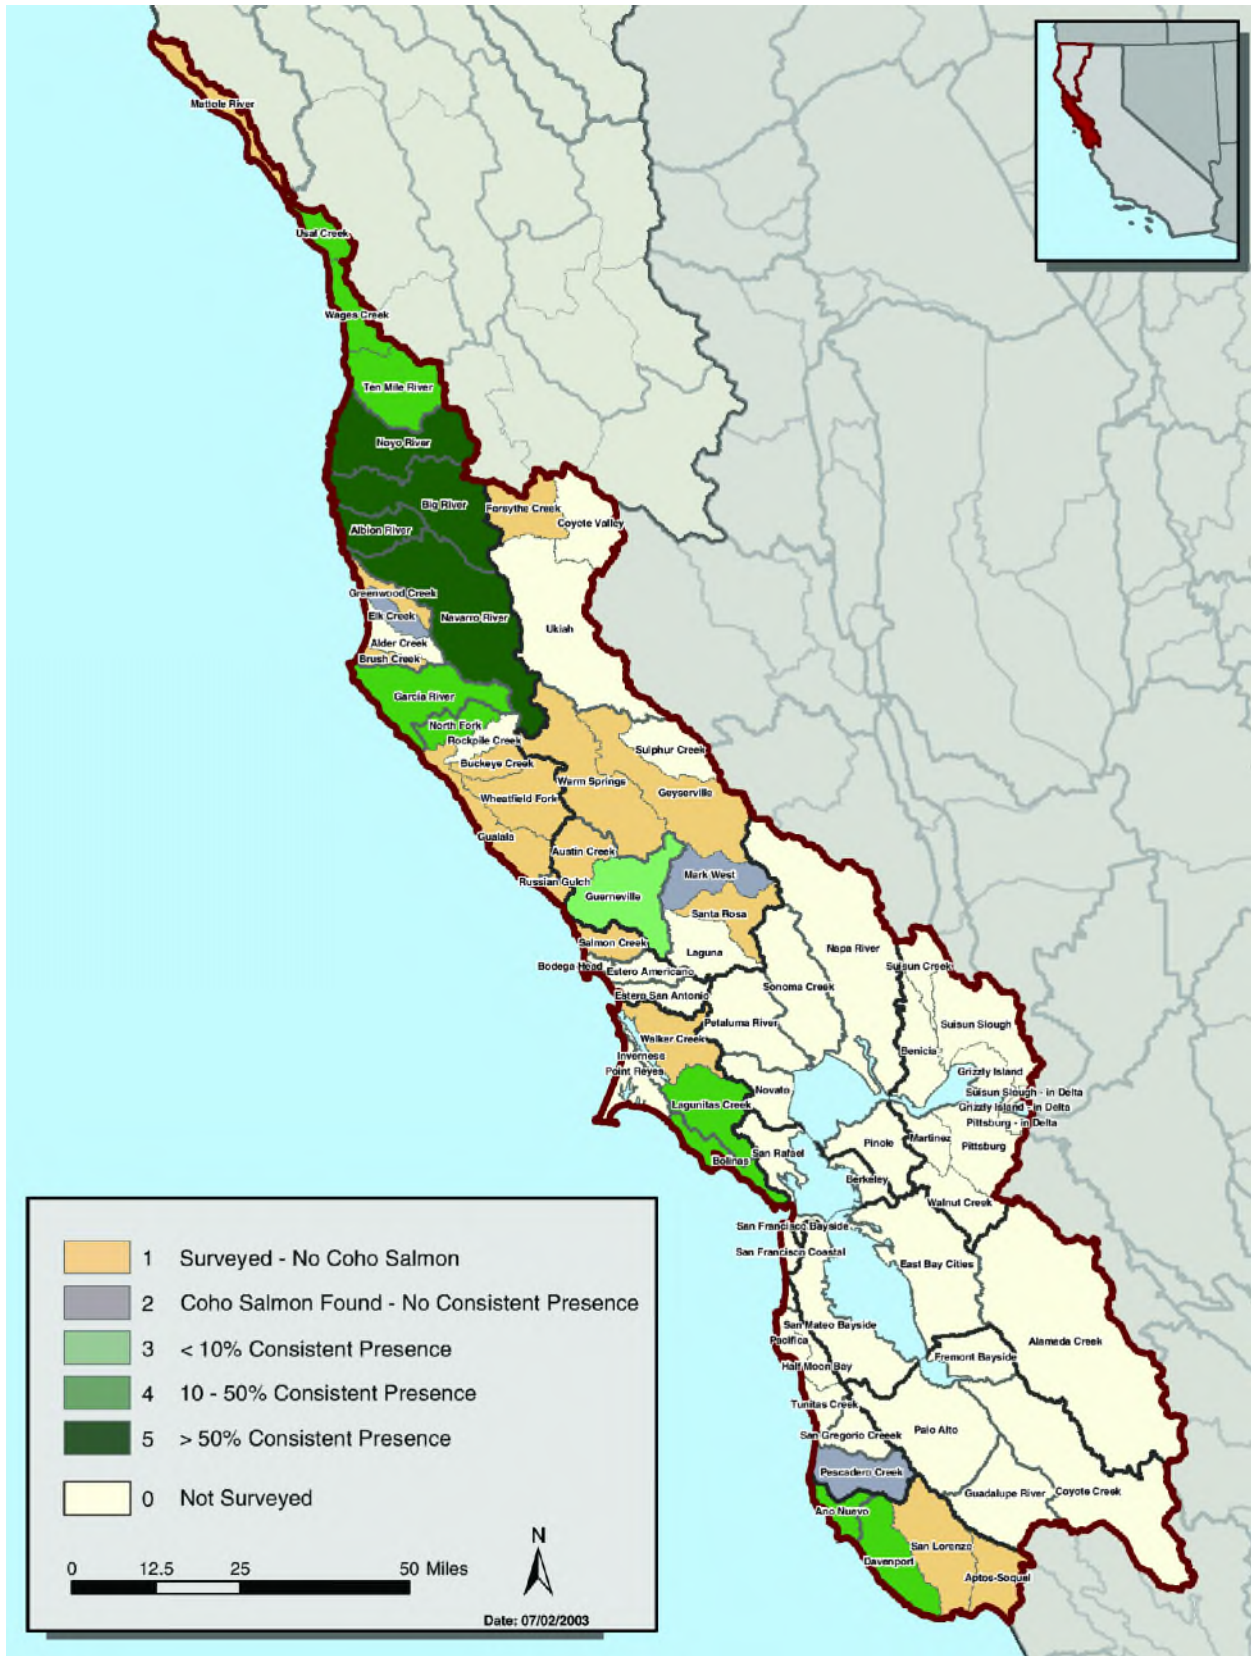 Mattole River
Usal Creek
Wages Creek
Ten Mile River
Noyo River
Big River
Forsythe Creek
Coyote Valley
Albion River
Greenwood Creek
Elk Creek
Navarro River
Ukiah
Alder Creek
Brush Creek
Garcia River
North Fork
Rockpile Creek
Sulphur Creek
Buckeye Creek
Warm Springs
Geyserville
Wheatfield Fork
Gualala
Austin Creek
Mark West
Russian Gulch
Guerneville
Santa Rosa
Salmon Creek
Laguna
Napa River
Bodega Head
Estero Americano
Suisun Creek
Sonoma Creek
Estero San Antonio
Petaluma River
Suisun Slough
Walker Creek
Benicia
Inverness
Point Reyes
Grizzly Island
Novato
Suisun Slough - in Delta
Lagunitas Creek
Grizzly Island - in Delta
Pittsburg - in Delta
Pinole
Martinez
Pittsburg
San Rafael
Bolinas
Berkeley
Walnut Creek
San Francisco Bayside
San Francisco Coastal
East Bay Cities
San Mateo Bayside
Pacifica
Alameda Creek
Fremont Bayside
Half Moon Bay
Tunitas Creek
Palo Alto
San Gregorio Creeek
Pescadero Creek
Guadalupe River
Coyote Creek
Ano Nuevo
San Lorenzo
Davenport
Aptos-Soquel
1 Surveyed - No Coho Salmon
2 Coho Salmon Found - No Consistent Presence
3 < 10% Consistent Presence
4 10 - 50% Consistent Presence
5 > 50% Consistent Presence
0 Not Surveyed
N
0 12.5 25 50 Miles
Date: 07/02/2003